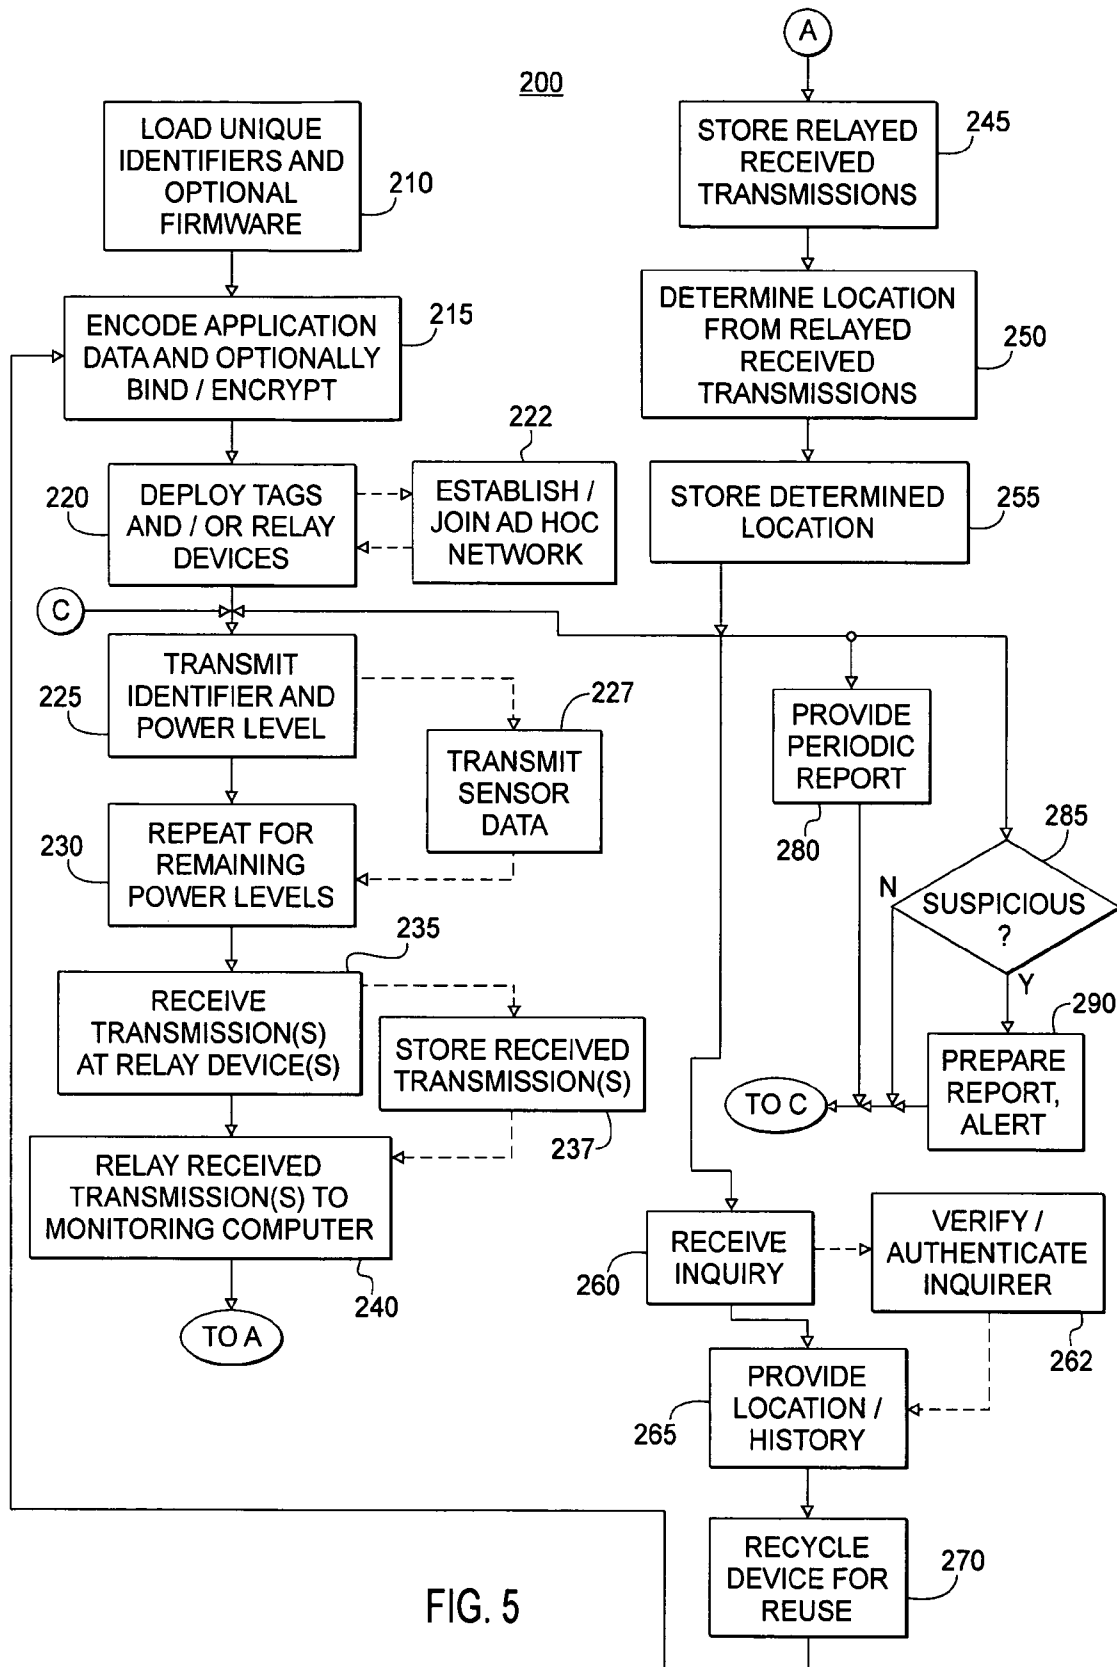 200
LOAD UNIQUE
IDENTIFIERS AND
OPTIONAL
FIRMWARE
210
ENCODE APPLICATION
DATA AND OPTIONALLY
BIND / ENCRYPT
215
DEPLOY TAGS
AND / OR RELAY
DEVICES
220
ESTABLISH /
JOIN AD HOC
NETWORK
222
C
TRANSMIT
IDENTIFIER AND
POWER LEVEL
225
TRANSMIT
SENSOR
DATA
227
REPEAT FOR
REMAINING
POWER LEVELS
230
RECEIVE
TRANSMISSION(S)
AT RELAY DEVICE(S)
235
STORE RECEIVED
TRANSMISSION(S)
237
RELAY RECEIVED
TRANSMISSION(S) TO
MONITORING COMPUTER
240
TO A
A
STORE RELAYED
RECEIVED
TRANSMISSIONS
245
DETERMINE LOCATION
FROM RELAYED
RECEIVED
TRANSMISSIONS
250
STORE DETERMINED
LOCATION
255
PROVIDE
PERIODIC
REPORT
280
SUSPICIOUS
?
285
N
Y
PREPARE
REPORT,
ALERT
290
TO C
RECEIVE
INQUIRY
260
VERIFY /
AUTHENTICATE
INQUIRER
262
PROVIDE
LOCATION /
HISTORY
265
RECYCLE
DEVICE FOR
REUSE
270
FIG. 5